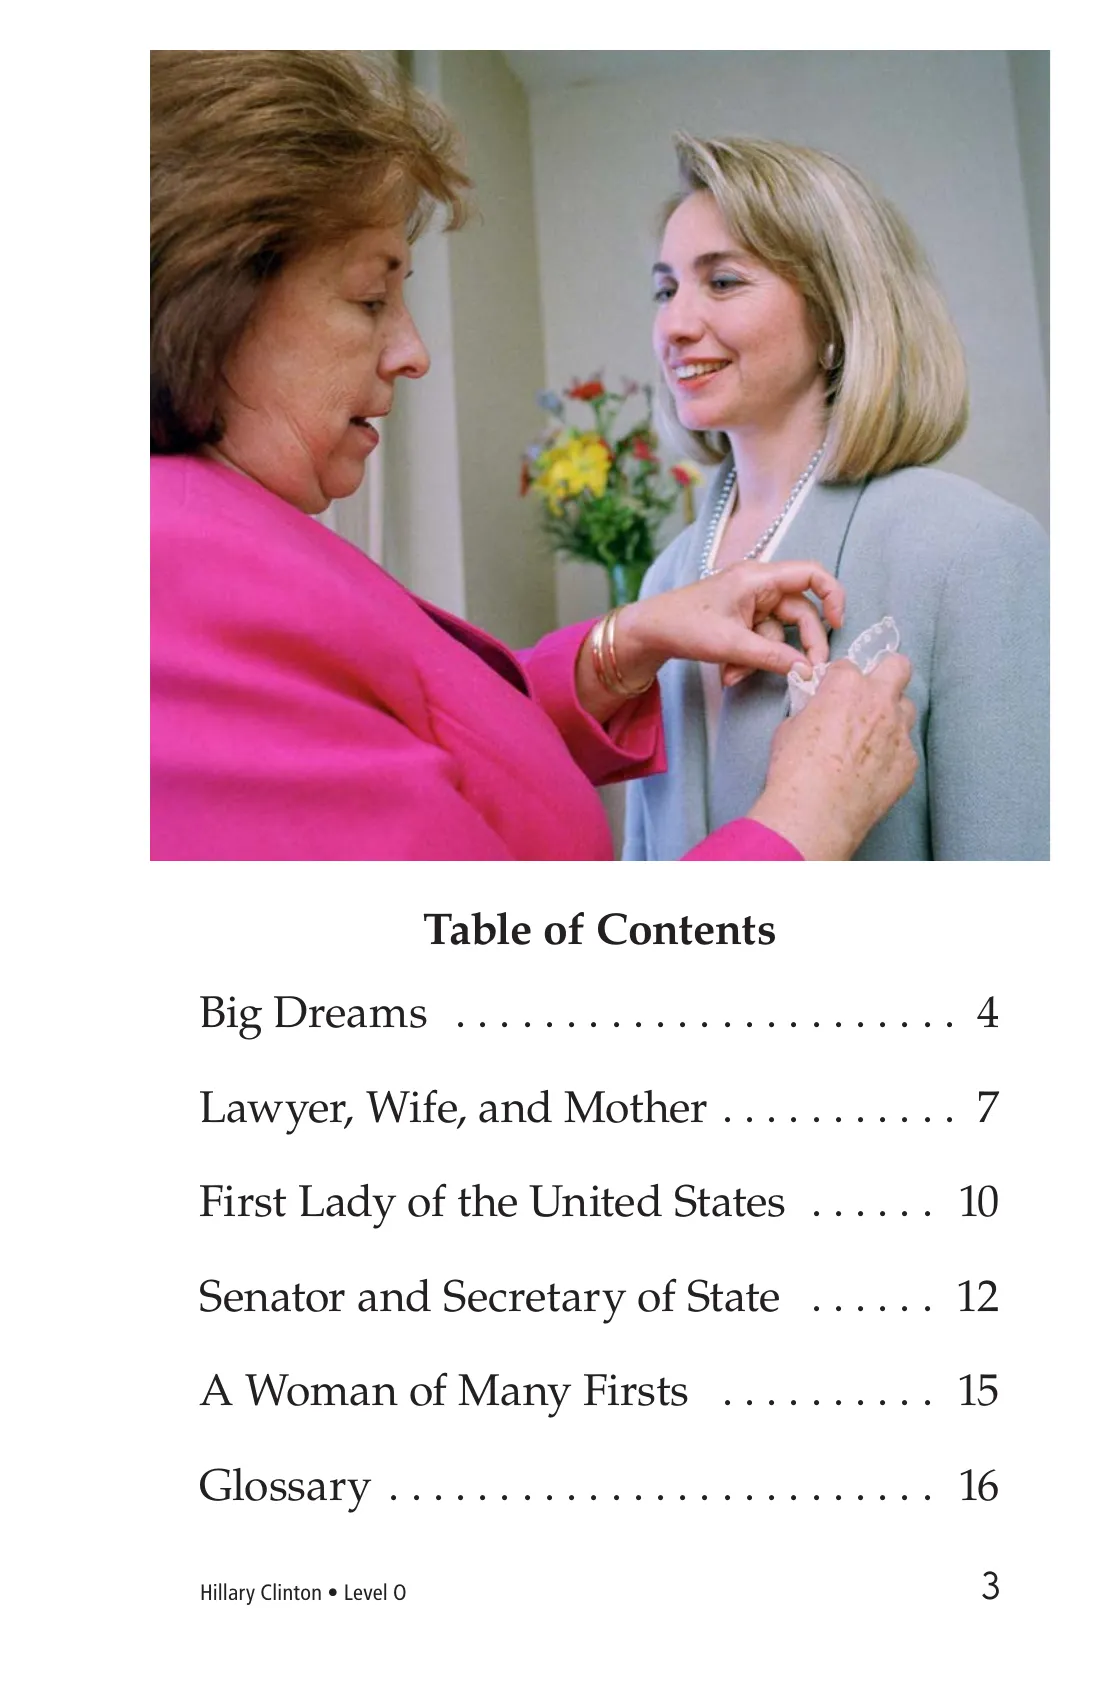 Table of Contents
Big Dreams . . . . . . . . . . . . . . . . . . . . . . . 4
Lawyer, Wife, and Mother . . . . . . . . . . . 7
First Lady of the United States . . . . . . 10
Senator and Secretary of State . . . . . . 12
A Woman of Many Firsts . . . . . . . . . . 15
Glossary . . . . . . . . . . . . . . . . . . . . . . . . . 16
Hillary Clinton • Level O 3